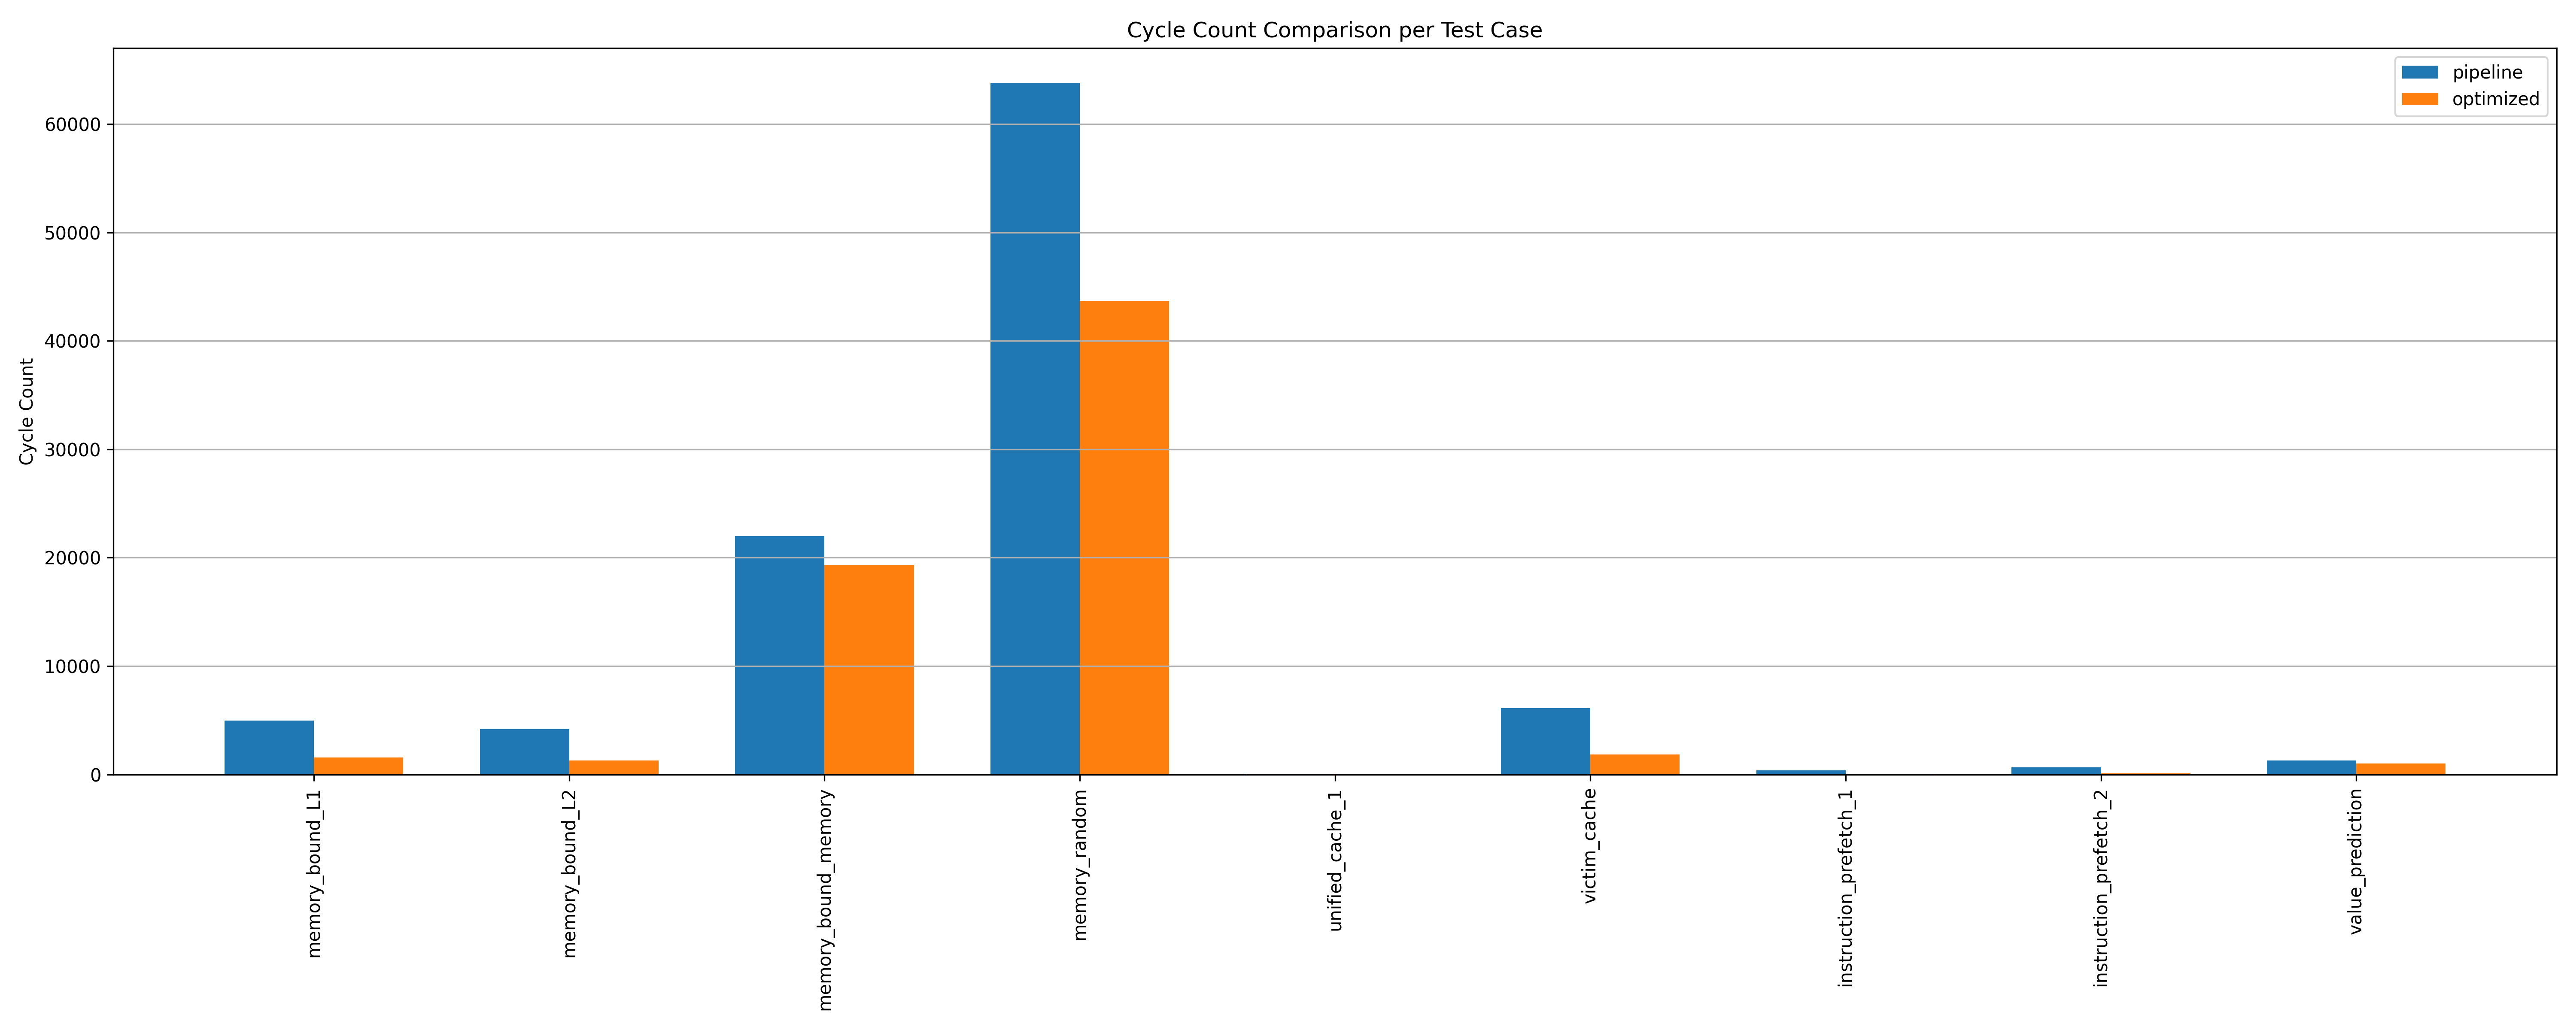 Cycle Count Comparison per Test Case
pipeline
optimized
Cycle Count
60000
50000
40000
30000
20000
10000
0
memory_bound_L1
memory_bound_L2
memory_bound_memory
memory_random
unified_cache_1
victim_cache
instruction_prefetch_1
instruction_prefetch_2
value_prediction